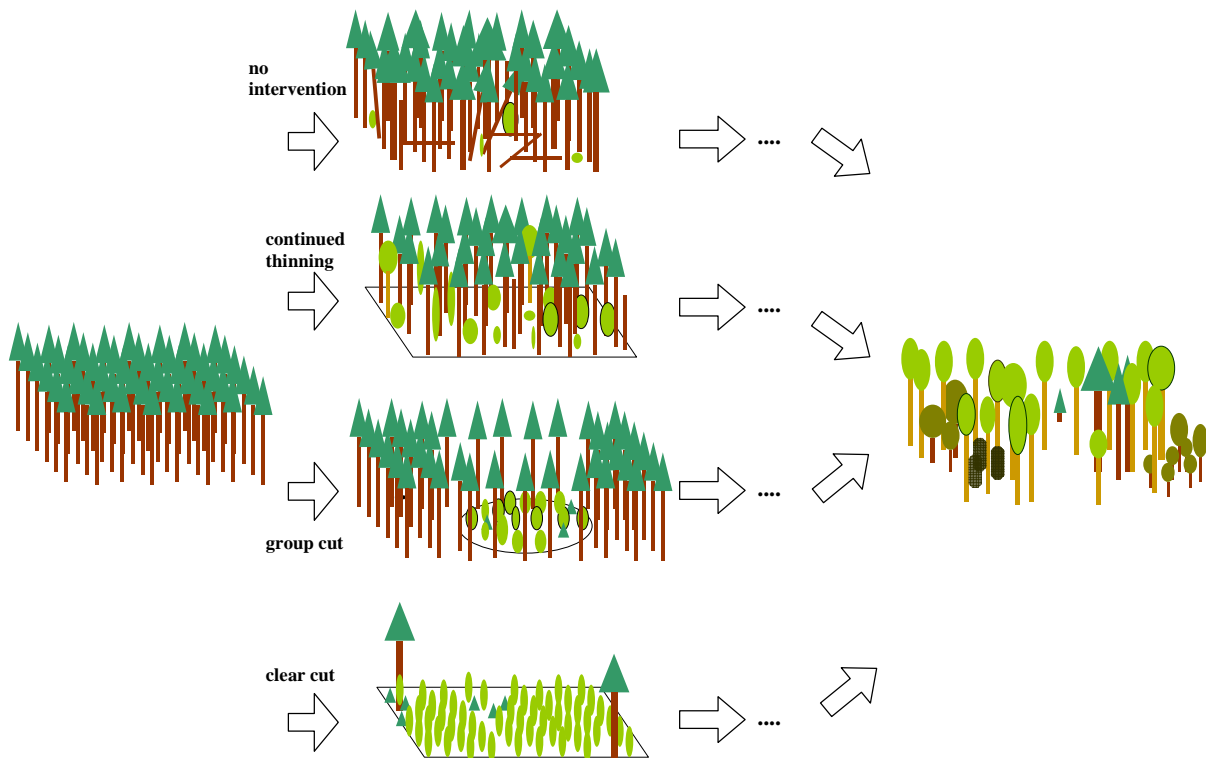 no
intervention
....
continued
thinning
....
....
group cut
clear cut
....